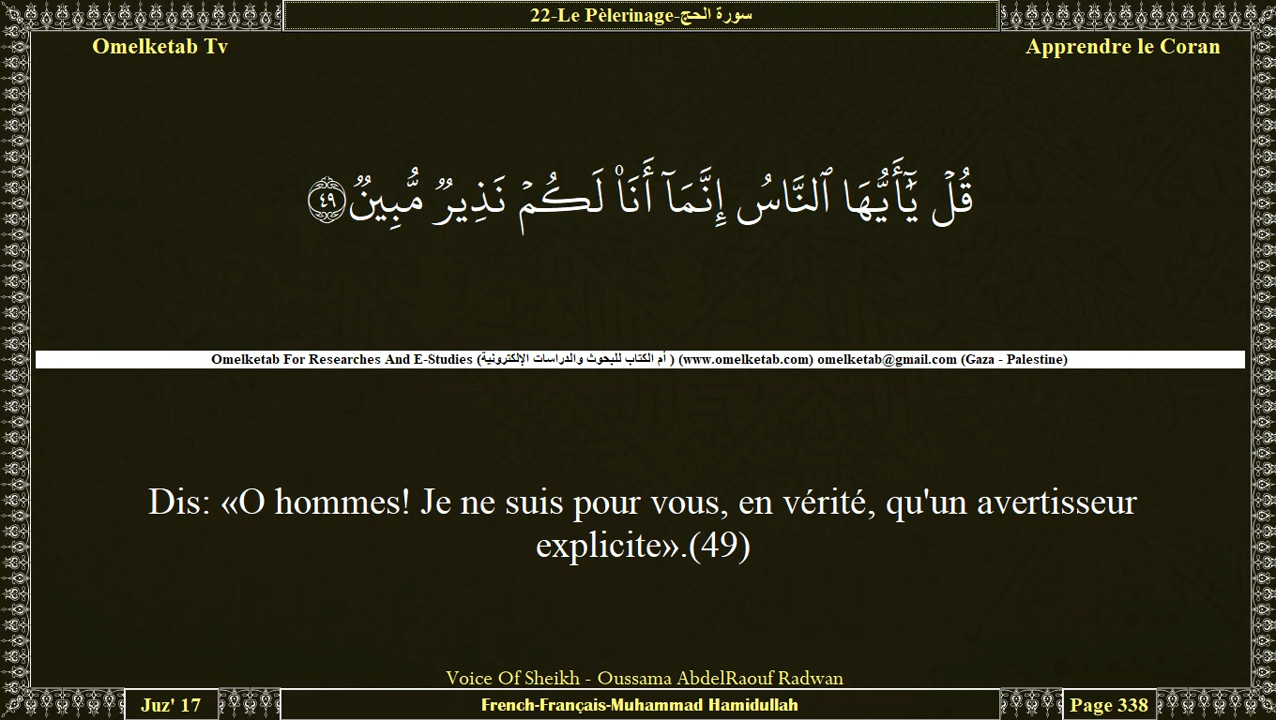 22-Le Pèlerinage-سورة الحج
Omelketab Tv
Apprendre le Coran
قُلۡ يَٰٓأَيُّهَا ٱلنَّاسُ إِنَّمَآ أَنَا۠ لَكُمۡ نَذِيرٞ مُّبِينٞ ٤٩
Omelketab For Researches And E-Studies (أم الكتاب للبحوث والدراسات الإلكترونية ) (www.omelketab.com) omelketab@gmail.com (Gaza - Palestine)
Dis: «O hommes! Je ne suis pour vous, en vérité, qu'un avertisseur
explicite».(49)
Voice Of Sheikh - Oussama AbdelRaouf Radwan
Juz' 17
French-Français-Muhammad Hamidullah
Page 338